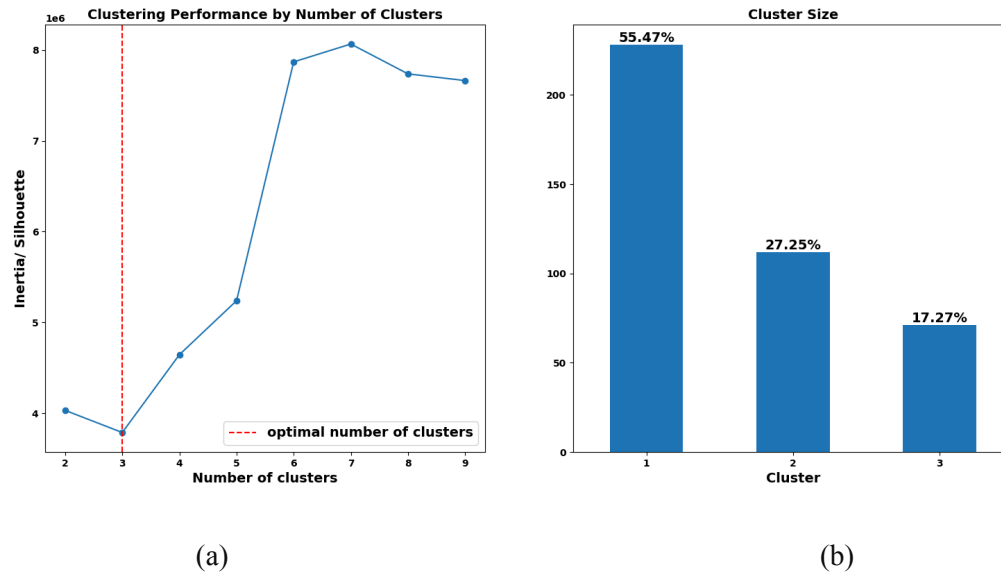 Clustering Performance by Number of Clusters
1e6
8
7
6
5
4
Inertia/ Silhouette
optimal number of clusters
2 3 4 5 6 7 8 9
Number of clusters
(a)
Cluster Size
55.47%
27.25%
17.27%
200
150
100
50
0
1 2 3
Cluster
(b)